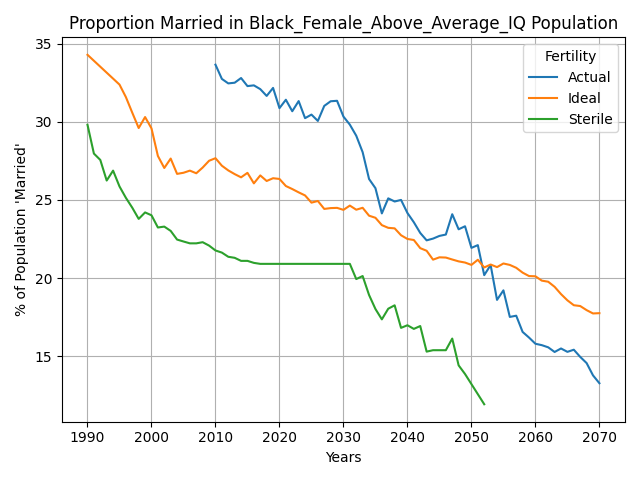 Proportion Married in Black_Female_Above_Average_IQ Population
% of Population 'Married'
35
30
25
20
15
Fertility
Actual
Ideal
Sterile
1990 2000 2010 2020 2030 2040 2050 2060 2070
Years